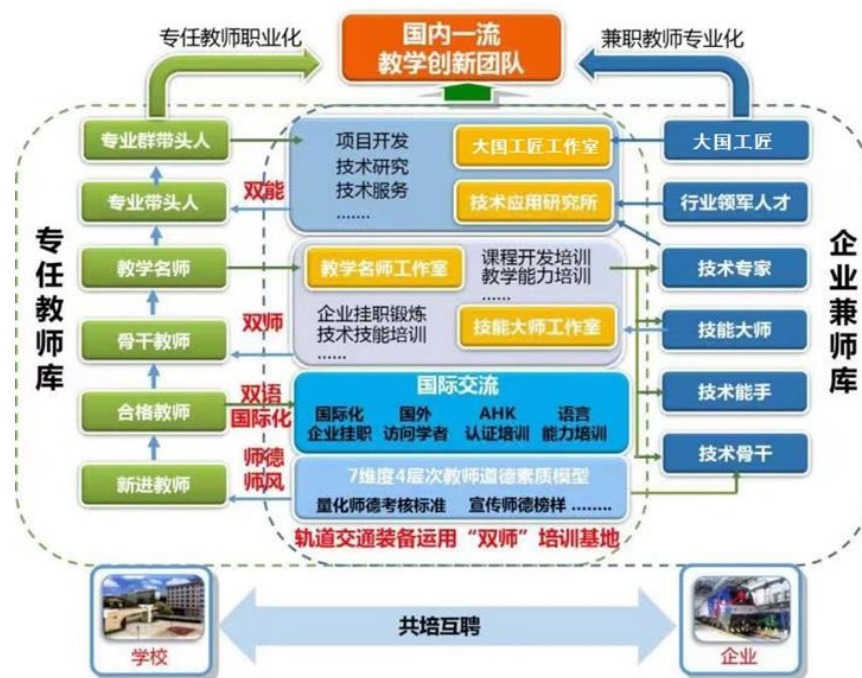 专任教师职业化
国内一流
教学创新团队
兼职教师专业化
专任教师库
专业群带头人
专业带头人
教学名师
骨干教师
合格教师
新进教师
双能
双师
双语
国际化
师德
师风
项目开发
技术研究
技术服务
.......
大国工匠工作室
技术应用研究所
教学名师工作室
课程开发培训
教学能力培训
......
企业挂职锻炼
技术技能培训
......
技能大师工作室
国际交流
国际化
企业挂职
国外
访问学者
AHK
认证培训
语言
能力培训
7维度4层次教师道德素质模型
量化师德考核标准 宣传师德榜样 ........
轨道交通装备运用“双师”培训基地
大国工匠
行业领军人才
技术专家
技能大师
技术能手
技术骨干
企业兼师库
学校
共培互聘
企业